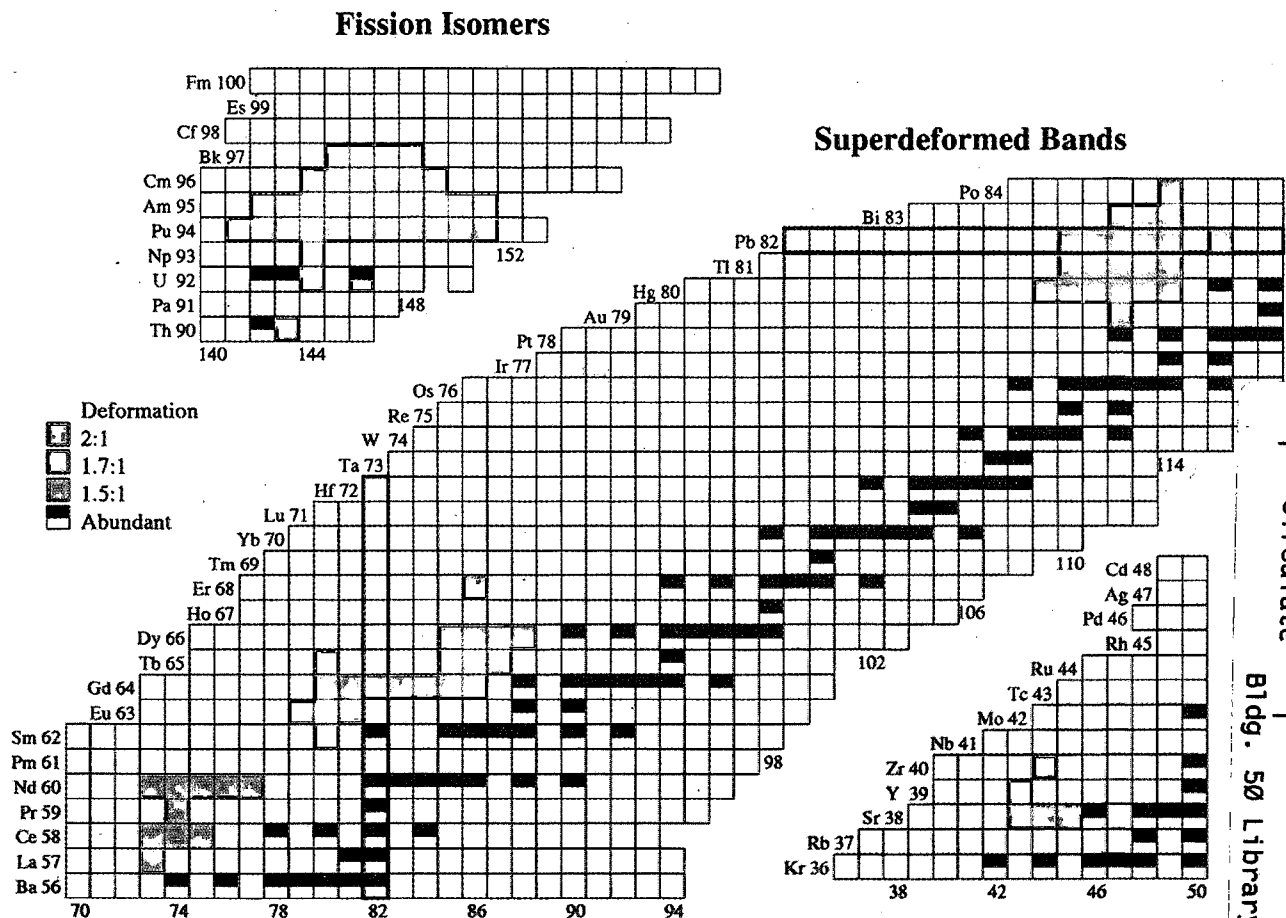 Fission Isomers
Fm 100
Es 99
Cf 98
Bk 97
Cm 96
Am 95
Pu 94
Np 93
152
U 92
Pa 91
148
Th 90
140
144
Superdeformed Bands
Po 84
Bi 83
Pb 82
Tl 81
Hg 80
Au 79
Pt 78
Ir 77
Os 76
Re 75
W 74
Ta 73
114
Hf 72
Lu 71
Yb 70
110
Tm 69
Er 68
106
Ho 67
Dy 66
102
Tb 65
Gd 64
Eu 63
Sm 62
98
Pm 61
Nd 60
Pr 59
Ce 58
La 57
Ba 56
70
74
78
82
86
90
94
Deformation
2:1
1.7:1
1.5:1
Abundant
Cd 48
Ag 47
Pd 46
Rh 45
Ru 44
Tc 43
Mo 42
Nb 41
Zr 40
Y 39
Sr 38
Rb 37
Kr 36
38
42
46
50
Bldg. 50 Library